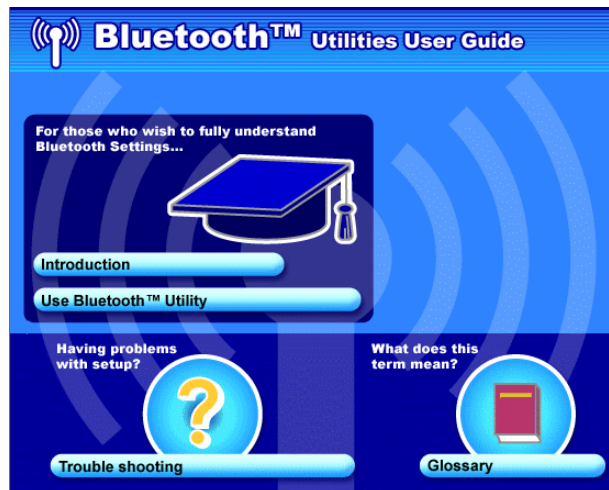 Bluetooth™ Utilities User Guide
For those who wish to fully understand
Bluetooth Settings...
Introduction
Use Bluetooth™ Utility
Having problems
with setup?
Trouble shooting
What does this
term mean?
Glossary